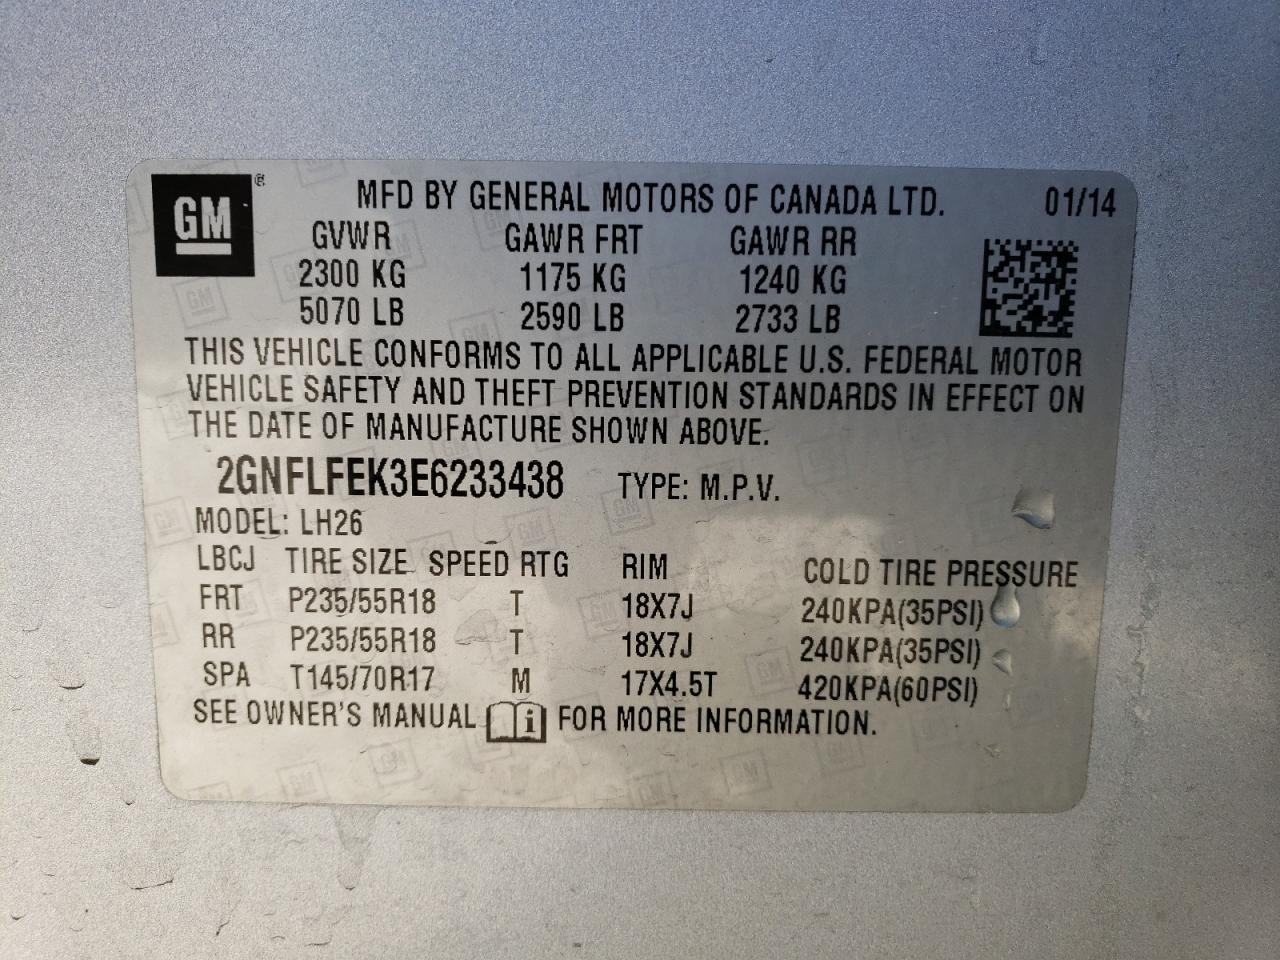 GM® MFD BY GENERAL MOTORS OF CANADA LTD. 01/14
GVWR GAWR FRT GAWR RR
2300 KG 1175 KG 1240 KG
5070 LB 2590 LB 2733 LB
THIS VEHICLE CONFORMS TO ALL APPLICABLE U.S. FEDERAL MOTOR
VEHICLE SAFETY AND THEFT PREVENTION STANDARDS IN EFFECT ON
THE DATE OF MANUFACTURE SHOWN ABOVE.
2GNFLFEK3E6233438 TYPE: M.P.V.
MODEL: LH26
LBCJ TIRE SIZE SPEED RTG RIM COLD TIRE PRESSURE
FRT P235/55R18 T 18X7J 240KPA(35PSI)
RR P235/55R18 T 18X7J 240KPA(35PSI)
SPA T145/70R17 M 17X4.5T 420KPA(60PSI)
SEE OWNER'S MANUAL i FOR MORE INFORMATION.